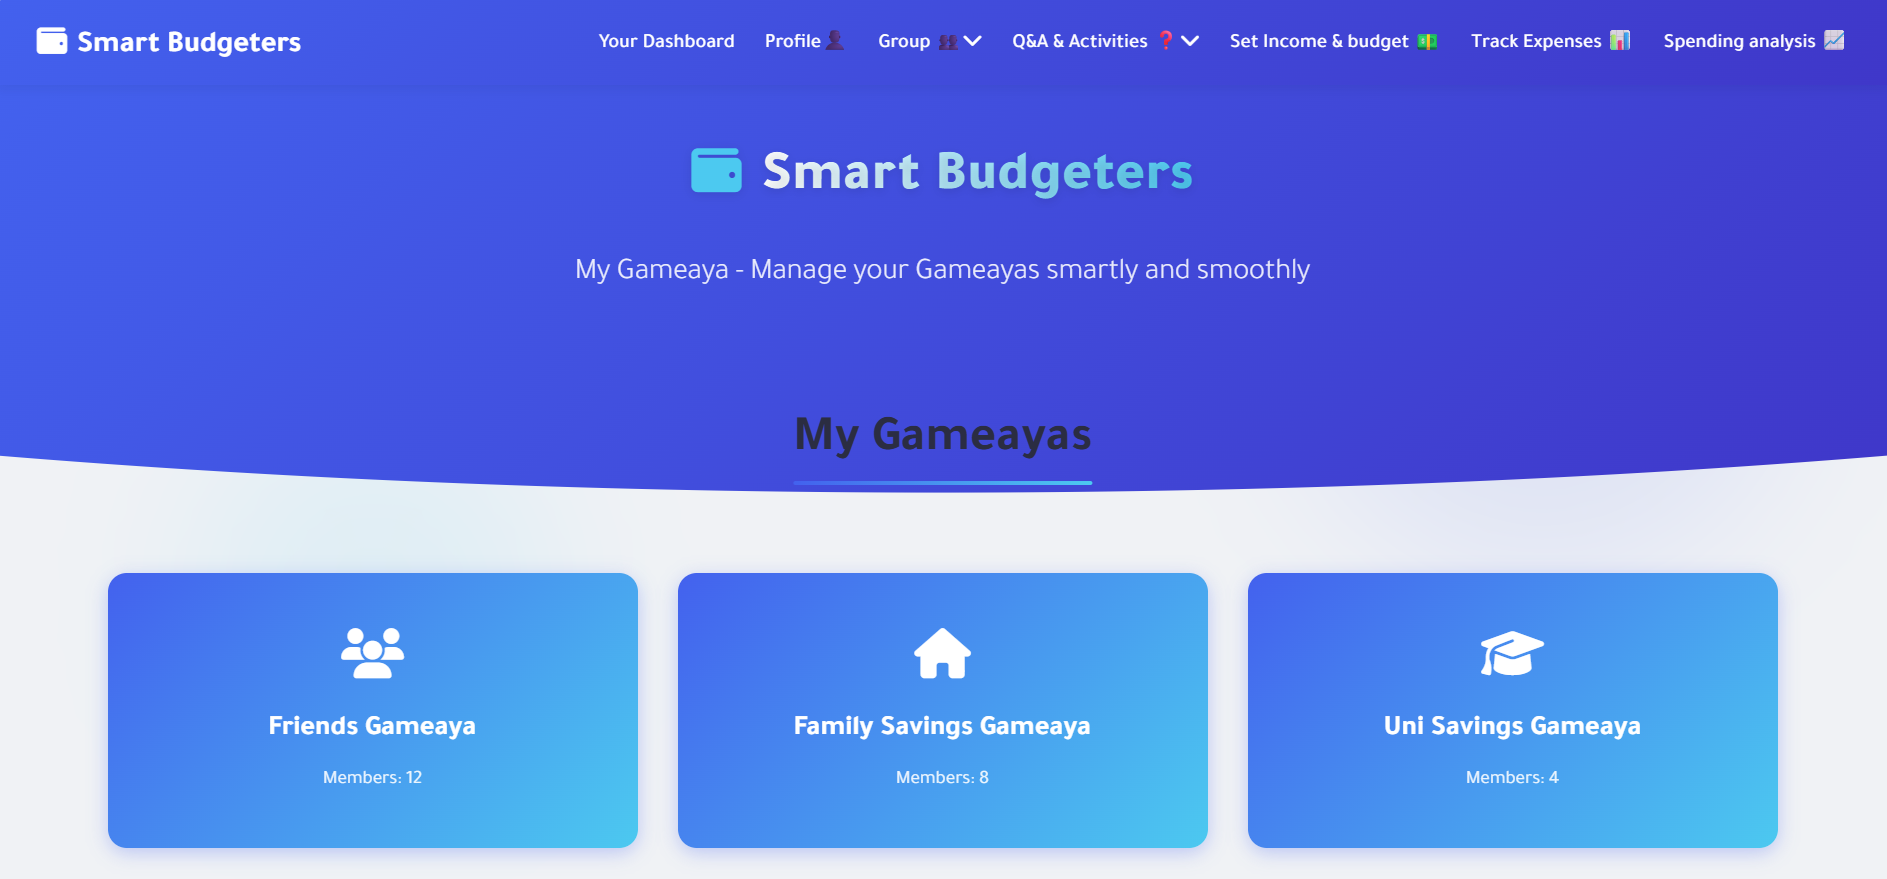 Smart Budgeters
Your Dashboard
Profile 👤
Group 👥
Q&A & Activities ❓
Set Income & budget 💵
Track Expenses 📊
Spending analysis 📈
Smart Budgeters
My Gameaya - Manage your Gameayas smartly and smoothly
My Gameayas
Friends Gameaya
Members: 12
Family Savings Gameaya
Members: 8
Uni Savings Gameaya
Members: 4